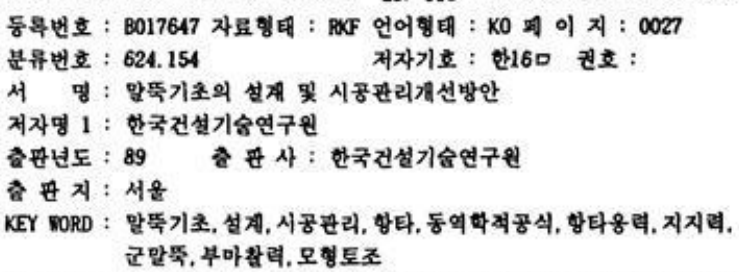 등록번호 : B017647 자료형태 : RKF 언어형태 : KO 페 이 지 : 0027
분류번호 : 624.154 저자기호 : 한16ㅁ 권호 :
서 명 : 말뚝기초의 설계 및 시공관리개선방안
저자명 1 : 한국건설기술연구원
출판년도 : 89 출 판 사 : 한국건설기술연구원
출 판 지 : 서울
KEY WORD : 말뚝기초, 설계, 시공관리, 항타, 동역학적공식, 항타응력, 지지력,
군말뚝, 부마찰력, 모형토조